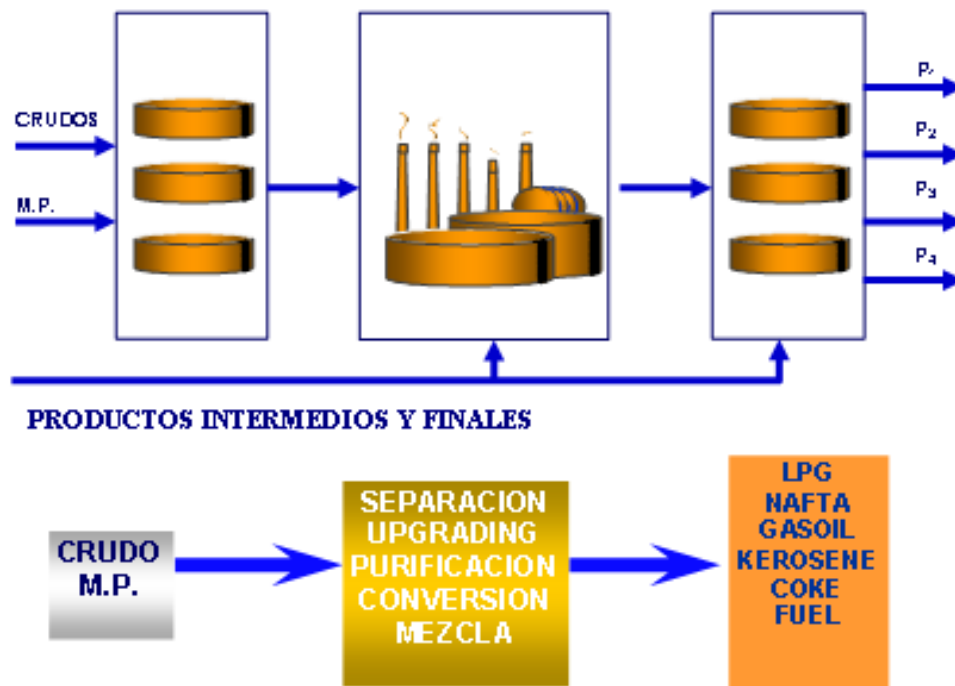 CRUDOS
M.P.
P1
P2
P3
P4
PRODUCTOS INTERMEDIOS Y FINALES
CRUDO
M.P.
SEPARACION
UPGRADING
PURIFICACION
CONVERSION
MEZCLA
LPG
NAFTA
GASOIL
KEROSENE
COKE
FUEL